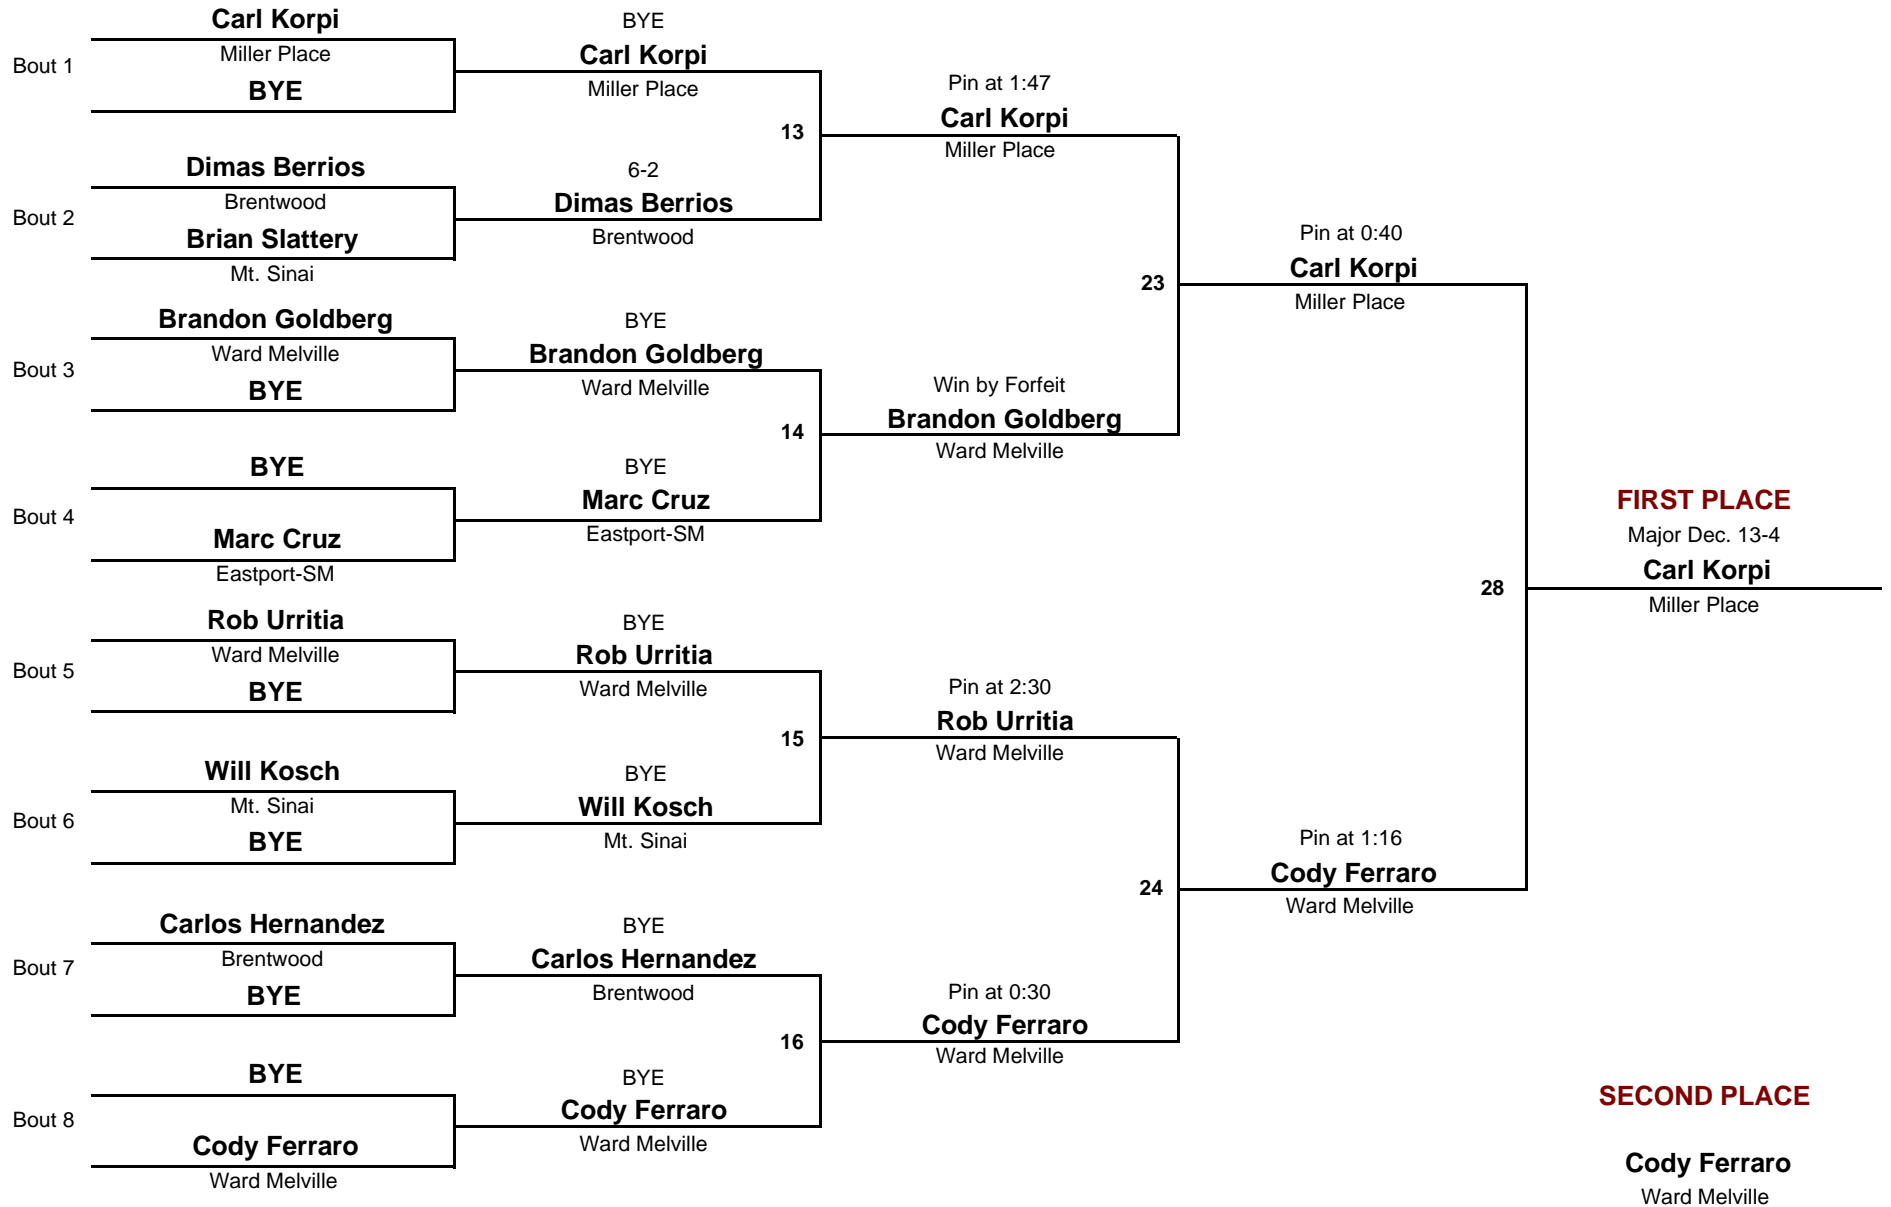 Carl Korpi
Bout 1
Miller Place
BYE
Dimas Berrios
Bout 2
Brentwood
Brian Slattery
Mt. Sinai
Brandon Goldberg
Bout 3
Ward Melville
BYE
BYE
Bout 4
Marc Cruz
Eastport-SM
Rob Urritia
Bout 5
Ward Melville
BYE
Will Kosch
Bout 6
Mt. Sinai
BYE
Carlos Hernandez
Bout 7
Brentwood
BYE
BYE
Bout 8
Cody Ferraro
Ward Melville
BYE
Carl Korpi
Miller Place
13
6-2
Dimas Berrios
Brentwood
BYE
Brandon Goldberg
Ward Melville
14
BYE
Marc Cruz
Eastport-SM
BYE
Rob Urritia
Ward Melville
15
BYE
Will Kosch
Mt. Sinai
BYE
Carlos Hernandez
Brentwood
16
BYE
Cody Ferraro
Ward Melville
Pin at 1:47
Carl Korpi
Miller Place
23
Win by Forfeit
Brandon Goldberg
Ward Melville
Pin at 2:30
Rob Urritia
Ward Melville
24
Pin at 0:30
Cody Ferraro
Ward Melville
Pin at 0:40
Carl Korpi
Miller Place
28
Pin at 1:16
Cody Ferraro
Ward Melville
FIRST PLACE
Major Dec. 13-4
Carl Korpi
Miller Place
SECOND PLACE
Cody Ferraro
Ward Melville